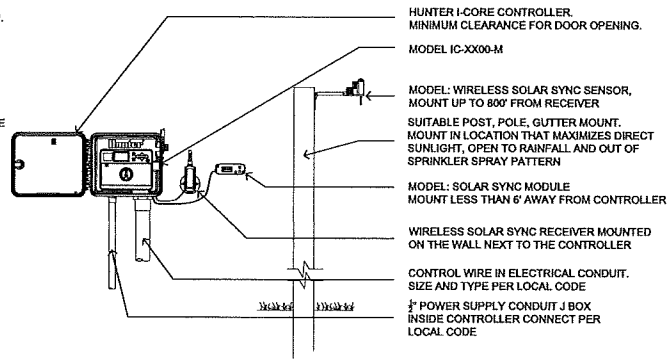 HUNTER I-CORE CONTROLLER.
MINIMUM CLEARANCE FOR DOOR OPENING.
MODEL IC-XX00-M
MODEL: WIRELESS SOLAR SYNC SENSOR,
MOUNT UP TO 800' FROM RECEIVER
SUITABLE POST, POLE, GUTTER MOUNT.
MOUNT IN LOCATION THAT MAXIMIZES DIRECT
SUNLIGHT, OPEN TO RAINFALL AND OUT OF
SPRINKLER SPRAY PATTERN
MODEL: SOLAR SYNC MODULE
MOUNT LESS THAN 6' AWAY FROM CONTROLLER
WIRELESS SOLAR SYNC RECEIVER MOUNTED
ON THE WALL NEXT TO THE CONTROLLER
CONTROL WIRE IN ELECTRICAL CONDUIT.
SIZE AND TYPE PER LOCAL CODE
½" POWER SUPPLY CONDUIT J BOX
INSIDE CONTROLLER CONNECT PER
LOCAL CODE
Hunter